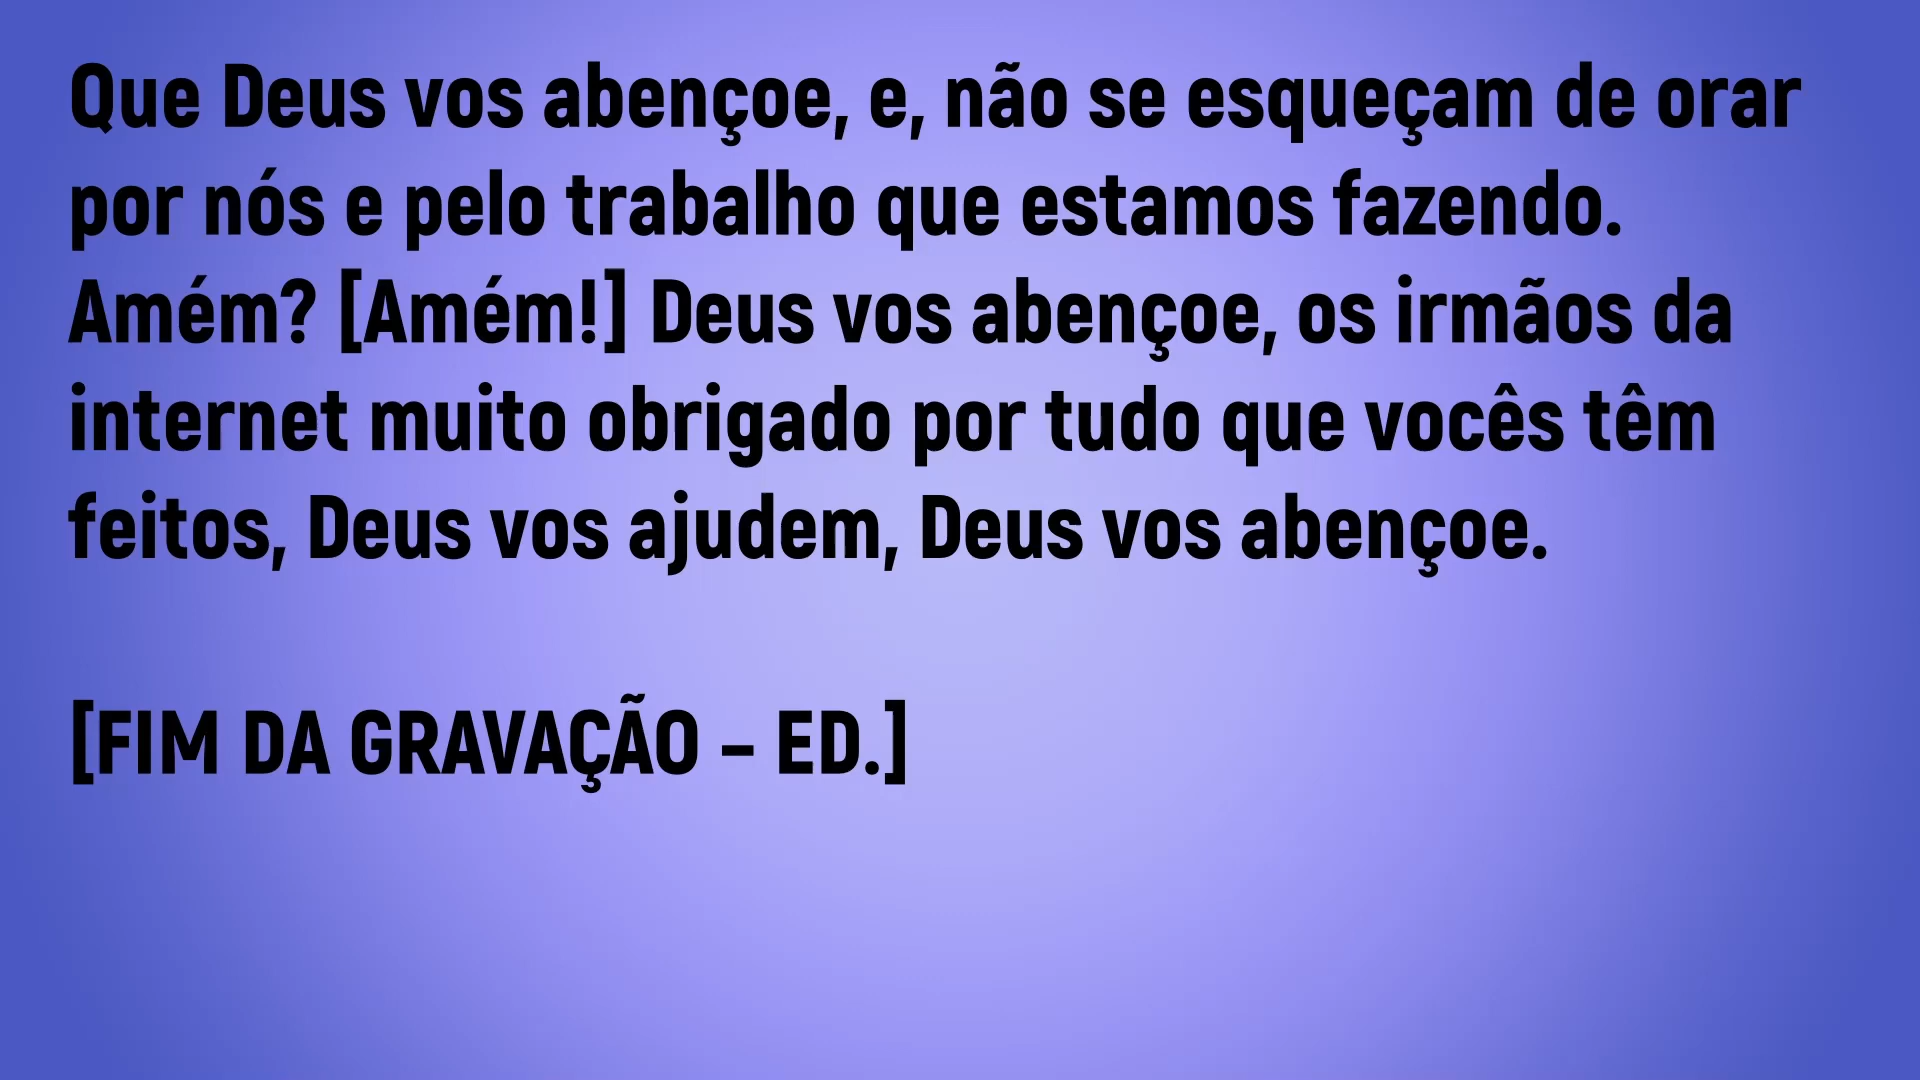 Que Deus vos abençoe, e, não se esqueçam de orar
por nós e pelo trabalho que estamos fazendo.
Amém? [Amém!] Deus vos abençoe, os irmãos da
internet muito obrigado por tudo que vocês têm
feitos, Deus vos ajudem, Deus vos abençoe.
[FIM DA GRAVAÇÃO – ED.]